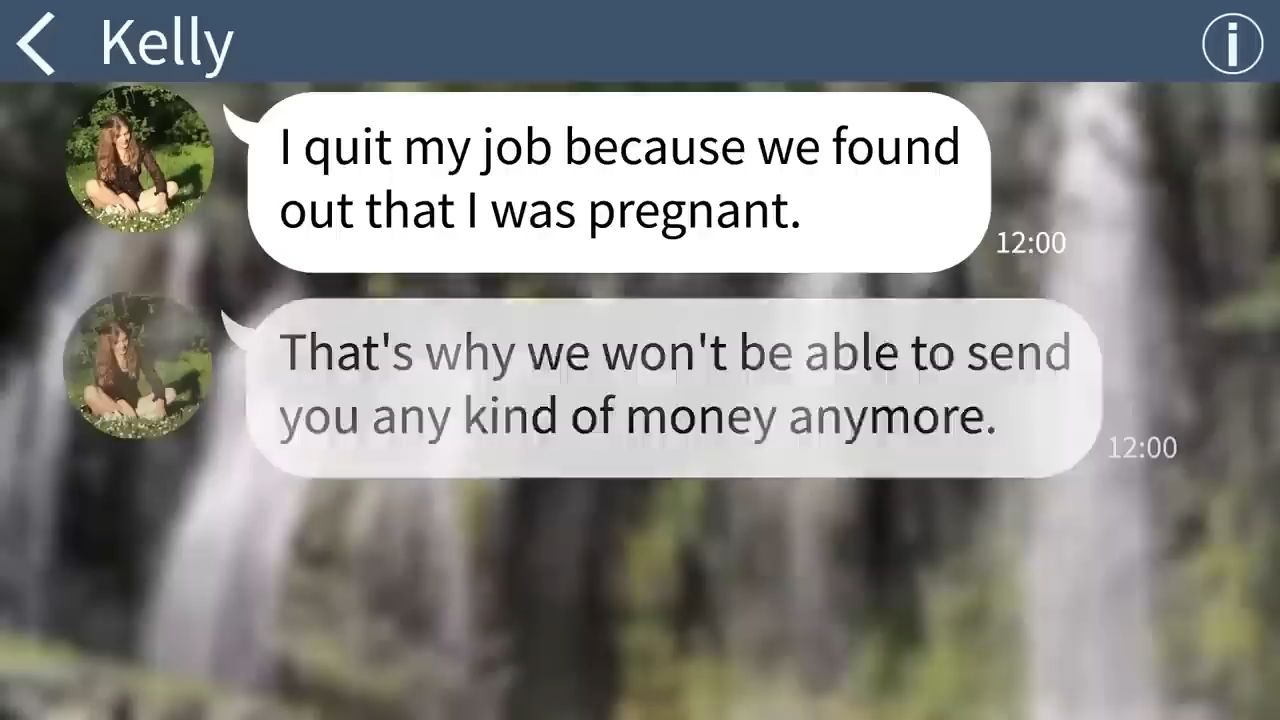 Kelly
I quit my job because we found
out that I was pregnant.
12:00
That's why we won't be able to send
you any kind of money anymore.
12:00